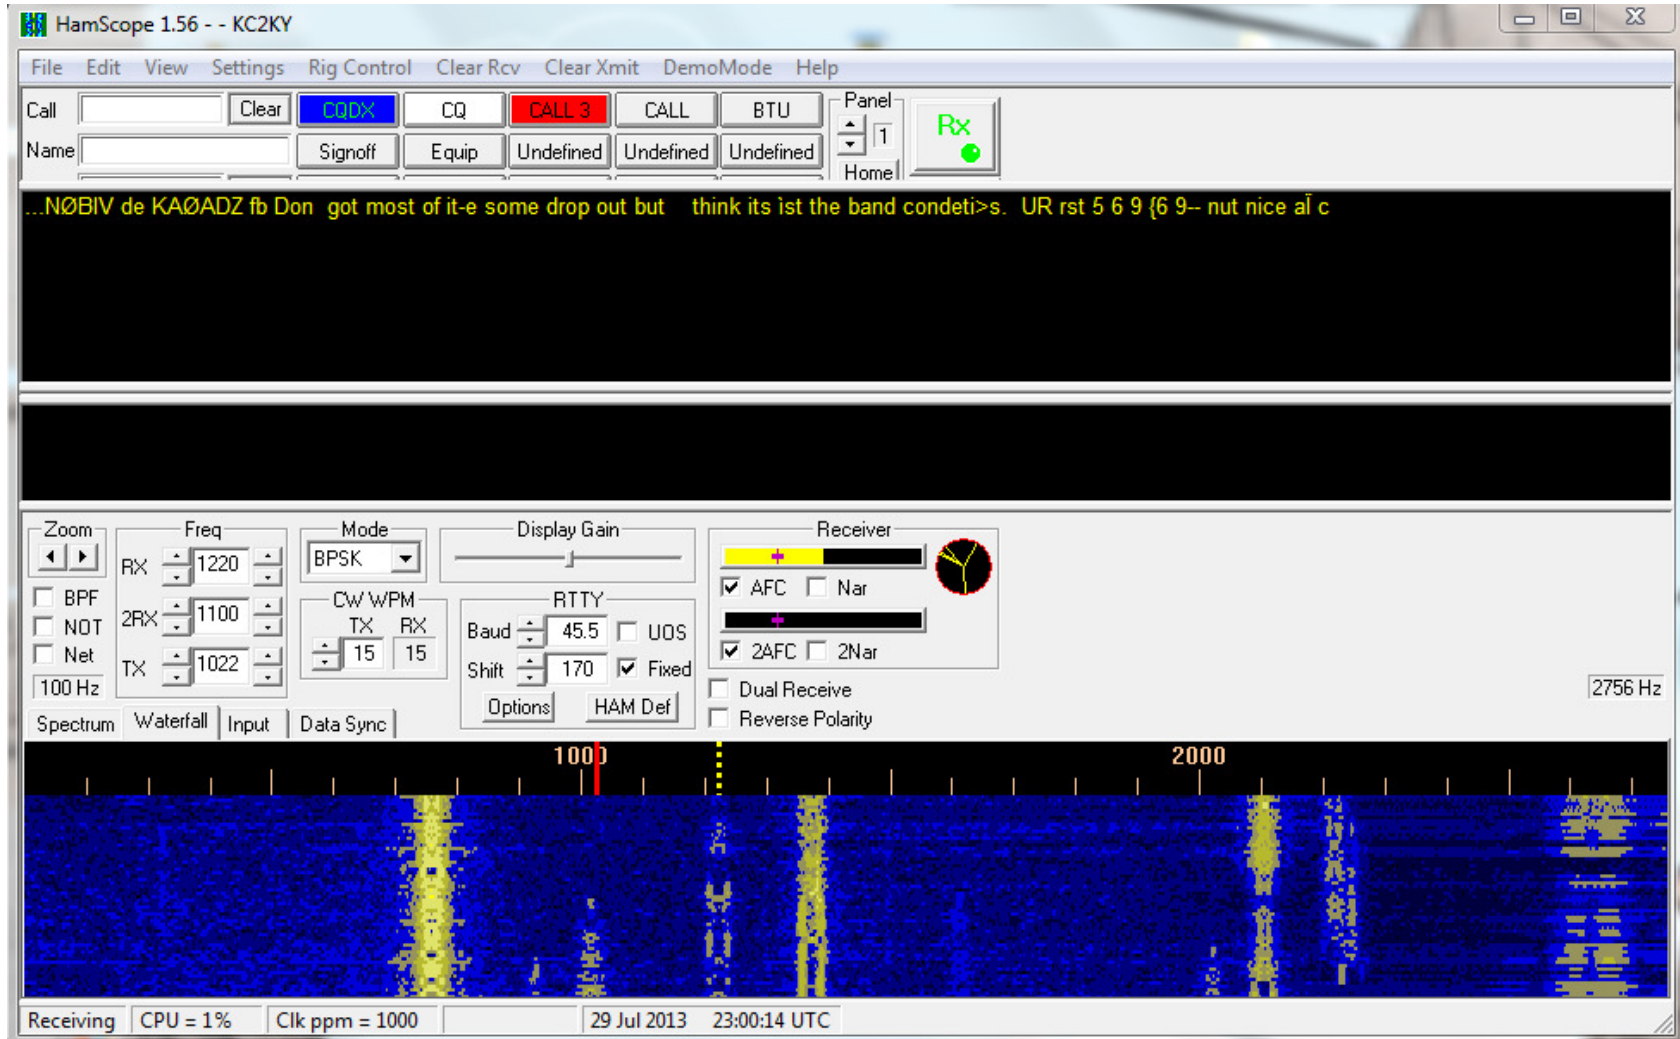 HamScope 1.56 - - KC2KY
File Edit View Settings Rig Control Clear Rcv Clear Xmit DemoMode Help
Call Clear CQDX CQ CALL 3 CALL BTU Panel
1 Rx
Name Signoff Equip Undefined Undefined Undefined
Home
...NØBIV de KAØADZ fb Don got most of it-e some drop out but think its ìst the band condeti>s. UR rst 5 6 9 {6 9-- nut nice aÏ c
Zoom Freq Mode Display Gain Receiver
RX 1220 BPSK
BPF CW WPM RTTY AFC Nar
NOT 2RX 1100 TX RX Baud 45.5 UOS
Net TX 1022 15 15 Shift 170 Fixed 2AFC 2Nar
100 Hz Options HAM Def Dual Receive 2756 Hz
Spectrum Waterfall Input Data Sync Reverse Polarity
1000 2000
Receiving CPU = 1% Clk ppm = 1000 29 Jul 2013 23:00:14 UTC